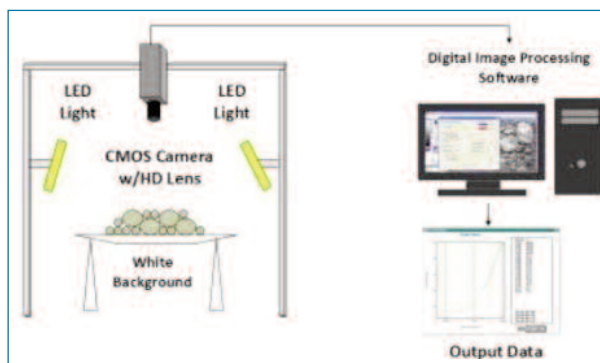 Digital Image Processing
Software
LED
Light
LED
Light
CMOS Camera
w/HD Lens
White
Background
Output Data